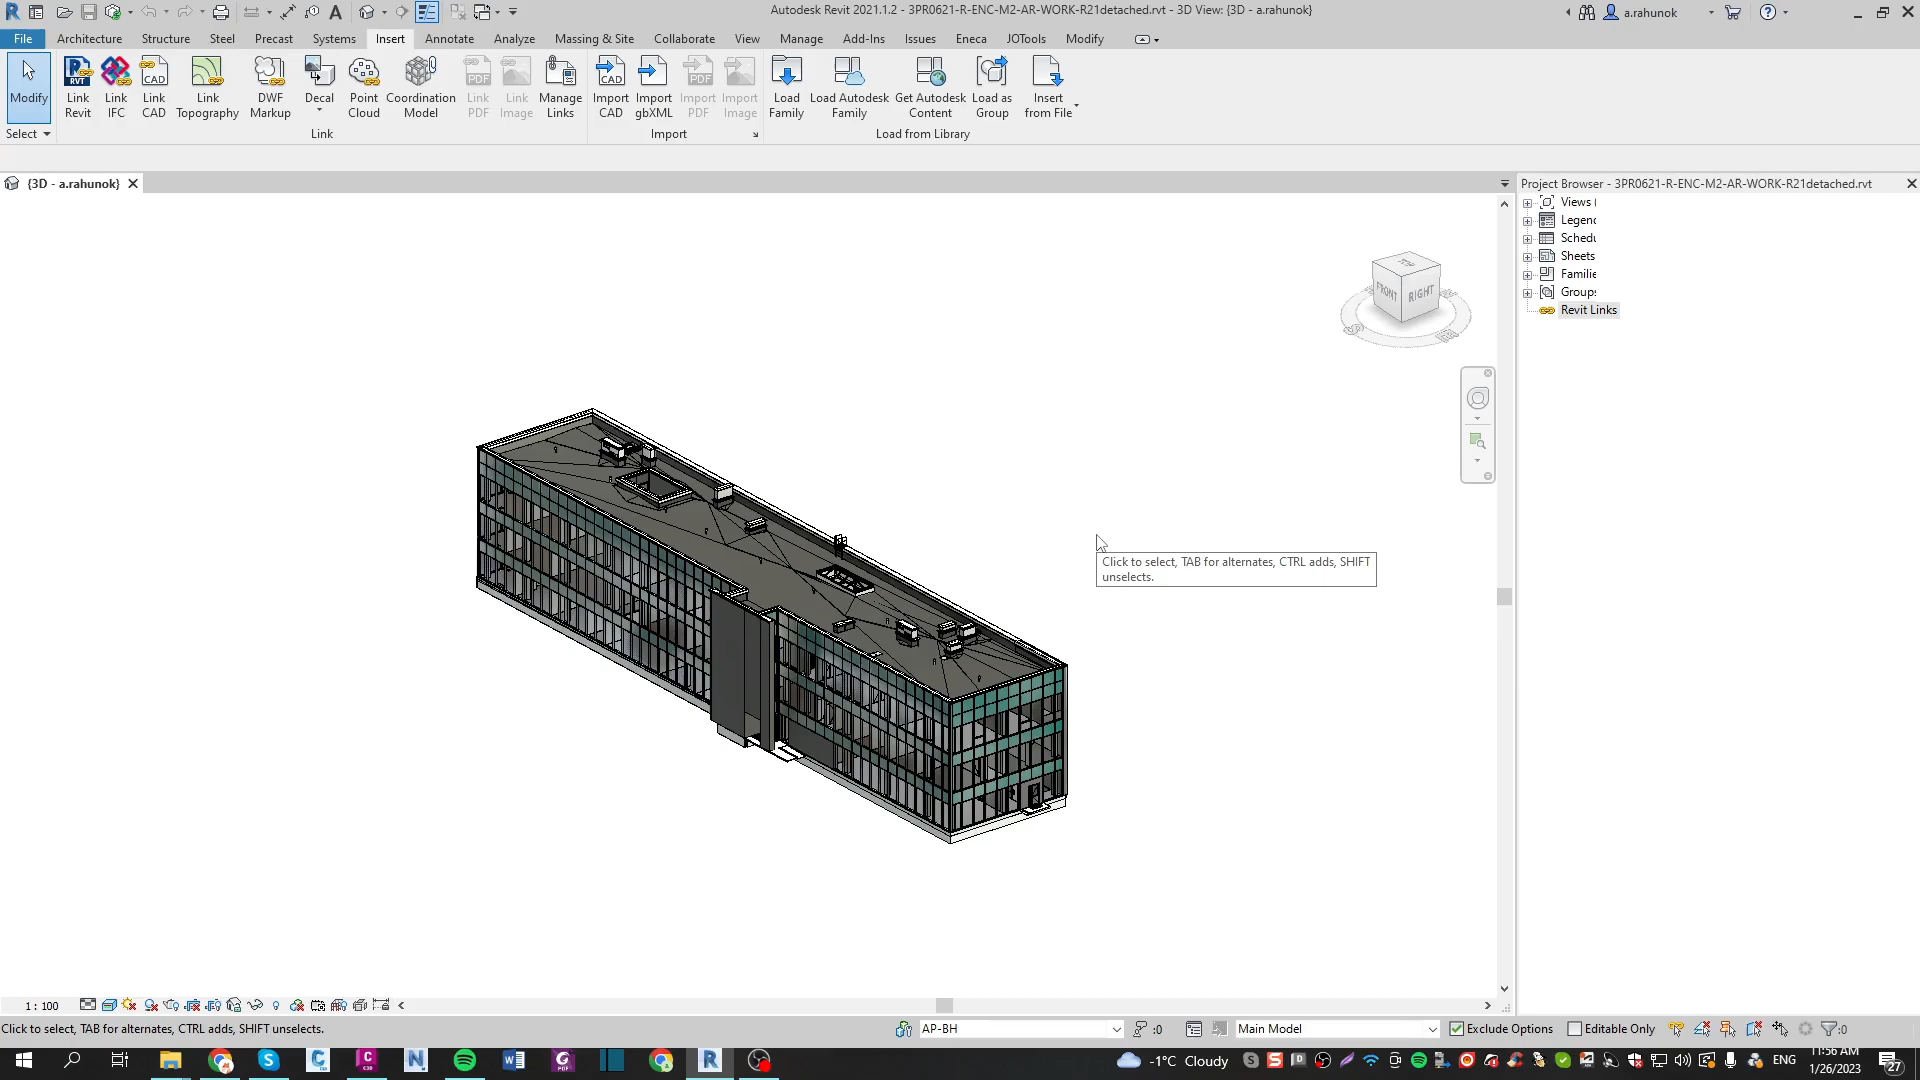 Autodesk Revit 2021.1.2 - 3PR0621-R-ENC-M2-AR-WORK-R21detached.rvt - 3D View: {3D - a.rahunok}
a.rahunok
File Architecture Structure Steel Precast Systems Insert Annotate Analyze Massing & Site Collaborate View Manage Add-Ins Issues Eneca JOTools Modify
Modify
Link Revit
Link IFC
Link CAD
Link Topography
DWF Markup
Decal
Point Cloud
Coordination Model
Link PDF
Link Image
Manage Links
Import CAD
Import gbXML
Import PDF
Import Image
Load Family
Load Autodesk Family
Get Autodesk Content
Load as Group
Insert from File
Select
Link
Import
Load from Library
{3D - a.rahunok}
Project Browser - 3PR0621-R-ENC-M2-AR-WORK-R21detached.rvt
Views (
Legenc
Schedu
Sheets
Familie
Groups
Revit Links
TOP
FRONT
RIGHT
Click to select, TAB for alternates, CTRL adds, SHIFT
unselects.
1 : 100
Click to select, TAB for alternates, CTRL adds, SHIFT unselects.
AP-BH
:0
Main Model
Exclude Options
Editable Only
:0
-1°C Cloudy
ENG
11:56 AM
1/26/2023
27